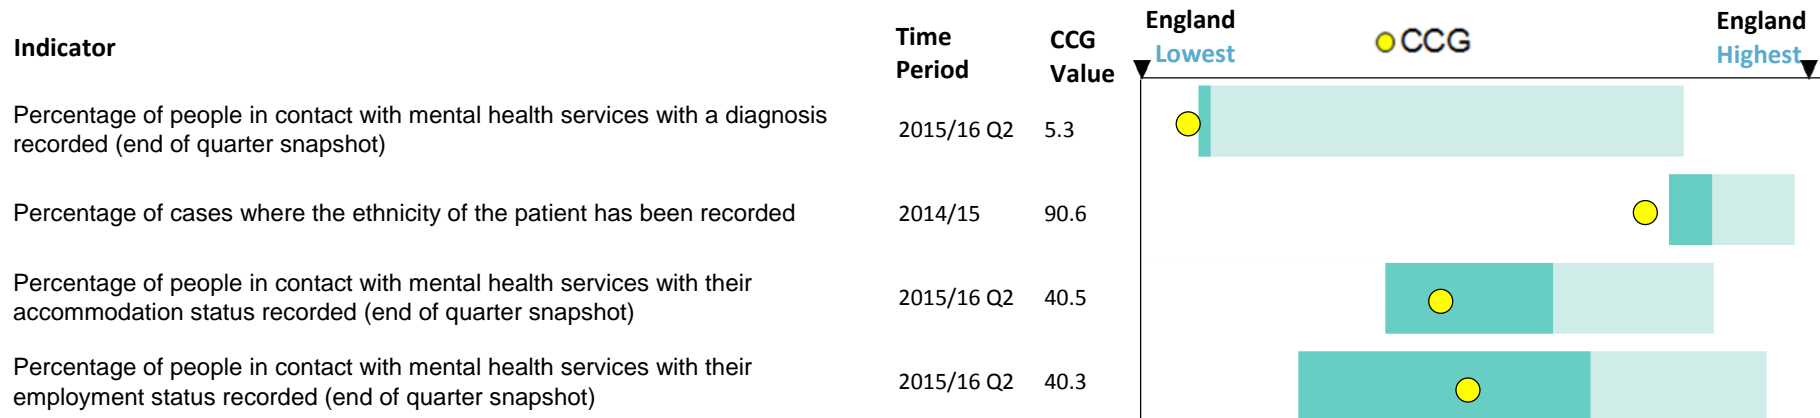 Indicator
Time
Period
CCG
Value
England
Lowest
CCG
England
Highest
Percentage of people in contact with mental health services with a diagnosis
recorded (end of quarter snapshot)
2015/16 Q2
5.3
Percentage of cases where the ethnicity of the patient has been recorded
2014/15
90.6
Percentage of people in contact with mental health services with their
accommodation status recorded (end of quarter snapshot)
2015/16 Q2
40.5
Percentage of people in contact with mental health services with their
employment status recorded (end of quarter snapshot)
2015/16 Q2
40.3